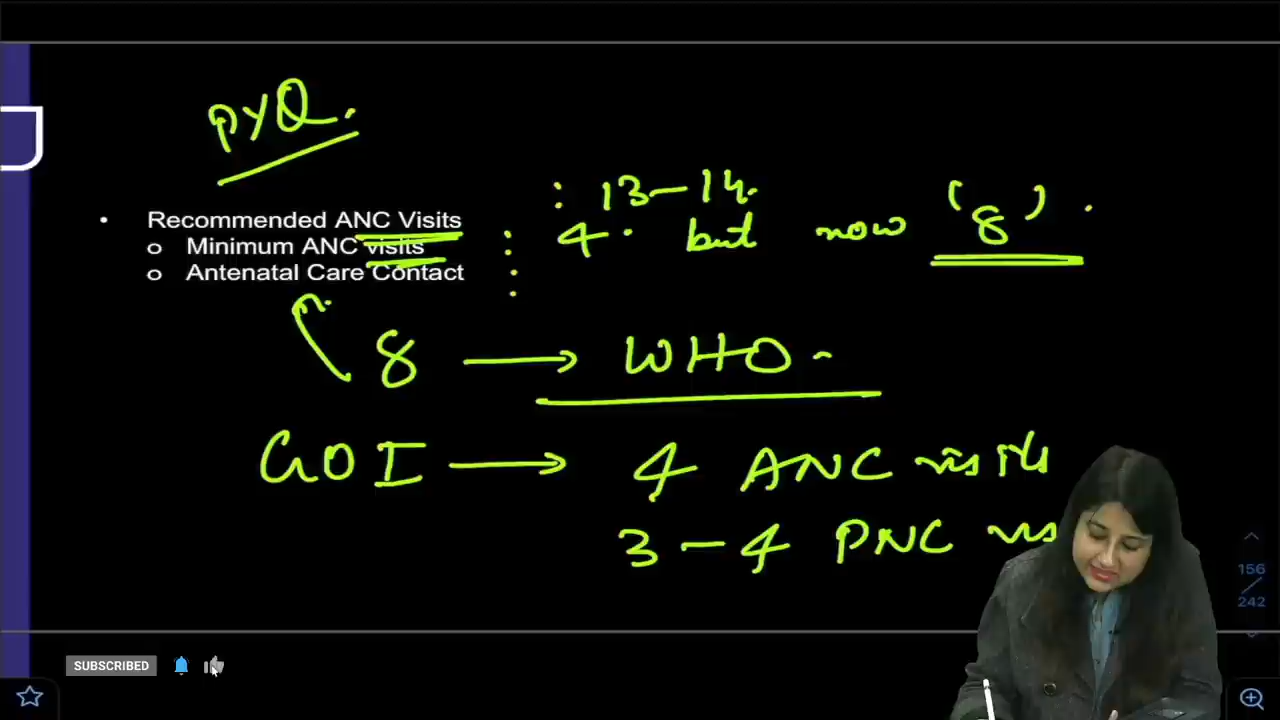 PYQ.
• Recommended ANC Visits : 13-14.
o Minimum ANC visits : 4. but now (8).
o Antenatal Care Contact :
8 → WHO.
GOI → 4 ANC visits
3-4 PNC vis
156
242
SUBSCRIBED